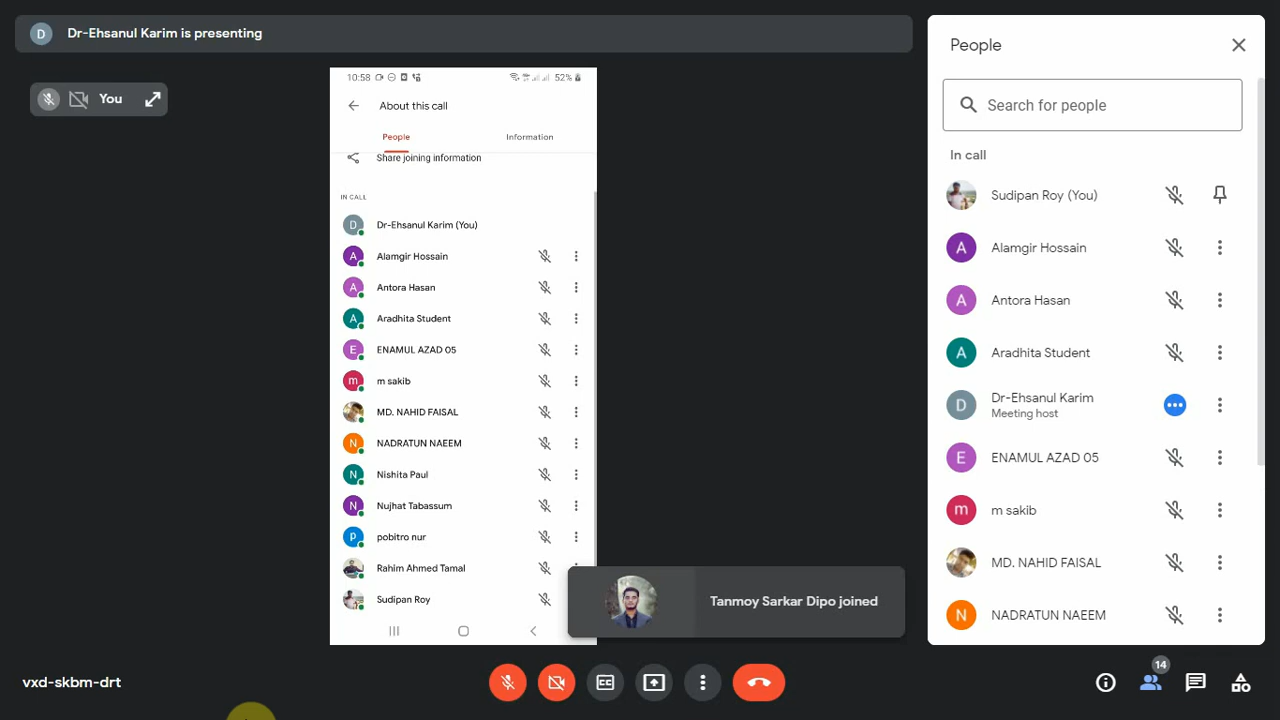 D
Dr-Ehsanul Karim is presenting
You
10:58
52%
About this call
People
Information
Share joining information
IN CALL
D
Dr-Ehsanul Karim (You)
A
Alamgir Hossain
A
Antora Hasan
A
Aradhita Student
E
ENAMUL AZAD 05
m
m sakib
MD. NAHID FAISAL
N
NADRATUN NAEEM
N
Nishita Paul
N
Nujhat Tabassum
p
pobitro nur
Rahim Ahmed Tamal
Sudipan Roy
Tanmoy Sarkar Dipo joined
People
Search for people
In call
Sudipan Roy (You)
A
Alamgir Hossain
A
Antora Hasan
A
Aradhita Student
D
Dr-Ehsanul Karim
Meeting host
E
ENAMUL AZAD 05
m
m sakib
MD. NAHID FAISAL
N
NADRATUN NAEEM
vxd-skbm-drt
CC
14